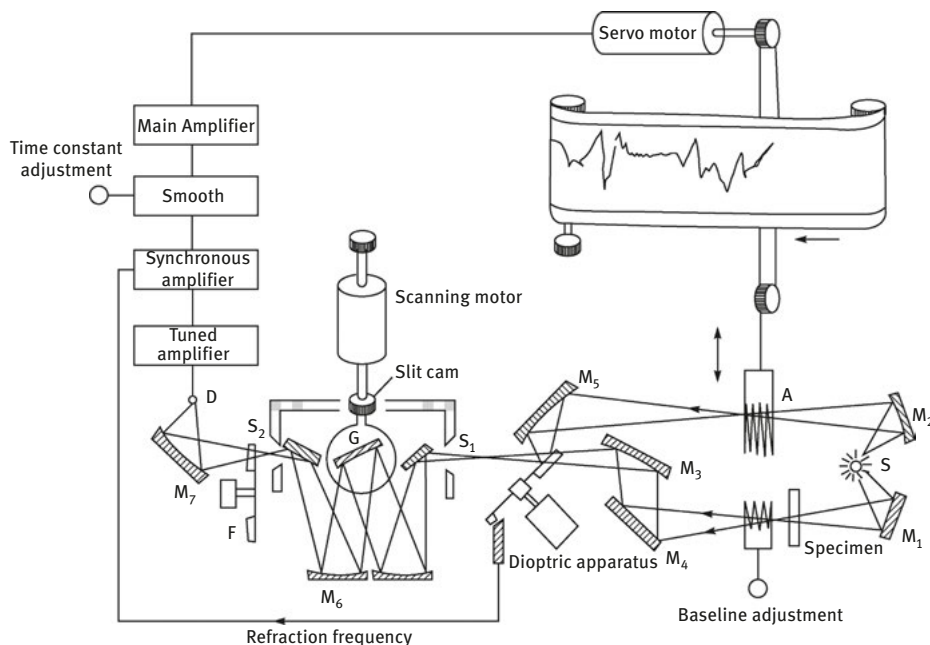 Servo motor
Main Amplifier
Time constant
adjustment
Smooth
Synchronous
amplifier
Scanning motor
Tuned
amplifier
Slit cam
D
S2
G
S1
M5
A
M2
S
M3
M7
F
M6
Dioptric apparatus
M4
Specimen
M1
Baseline adjustment
Refraction frequency